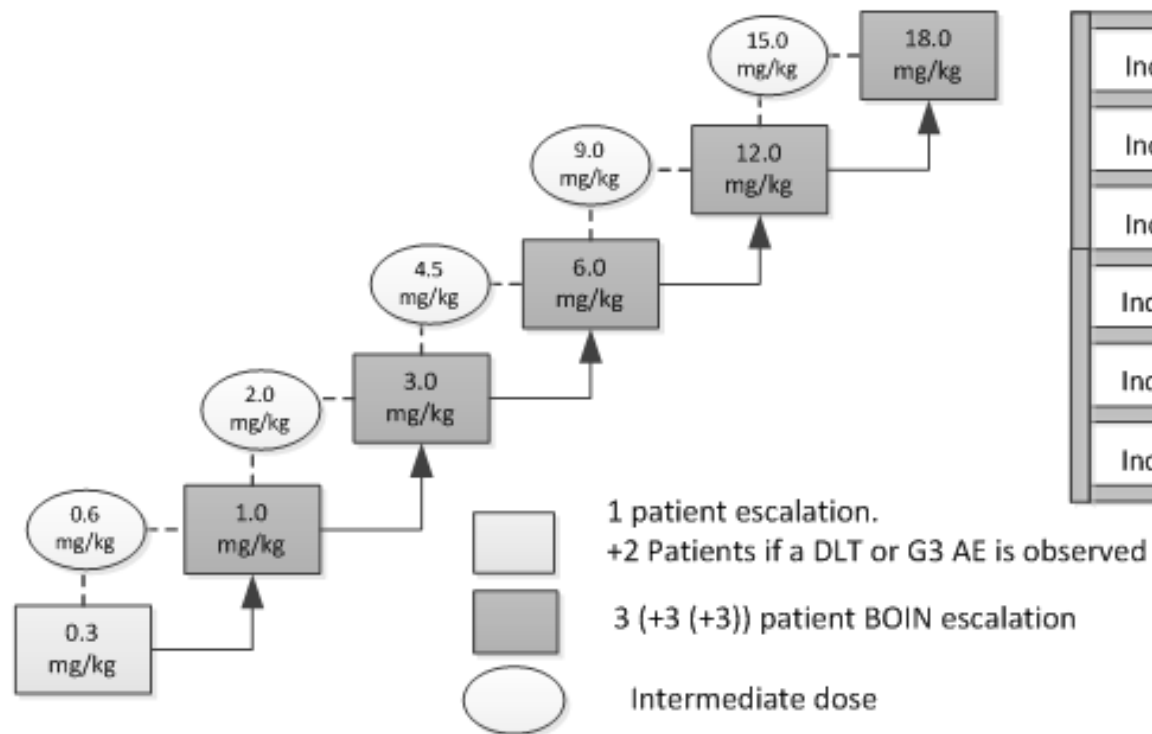 15.0
mg/kg
18.0
mg/kg
9.0
mg/kg
12.0
mg/kg
4.5
mg/kg
6.0
mg/kg
2.0
mg/kg
3.0
mg/kg
0.6
mg/kg
1.0
mg/kg
0.3
mg/kg
1 patient escalation.
+2 Patients if a DLT or G3 AE is observed
3 (+3 (+3)) patient BOIN escalation
Intermediate dose